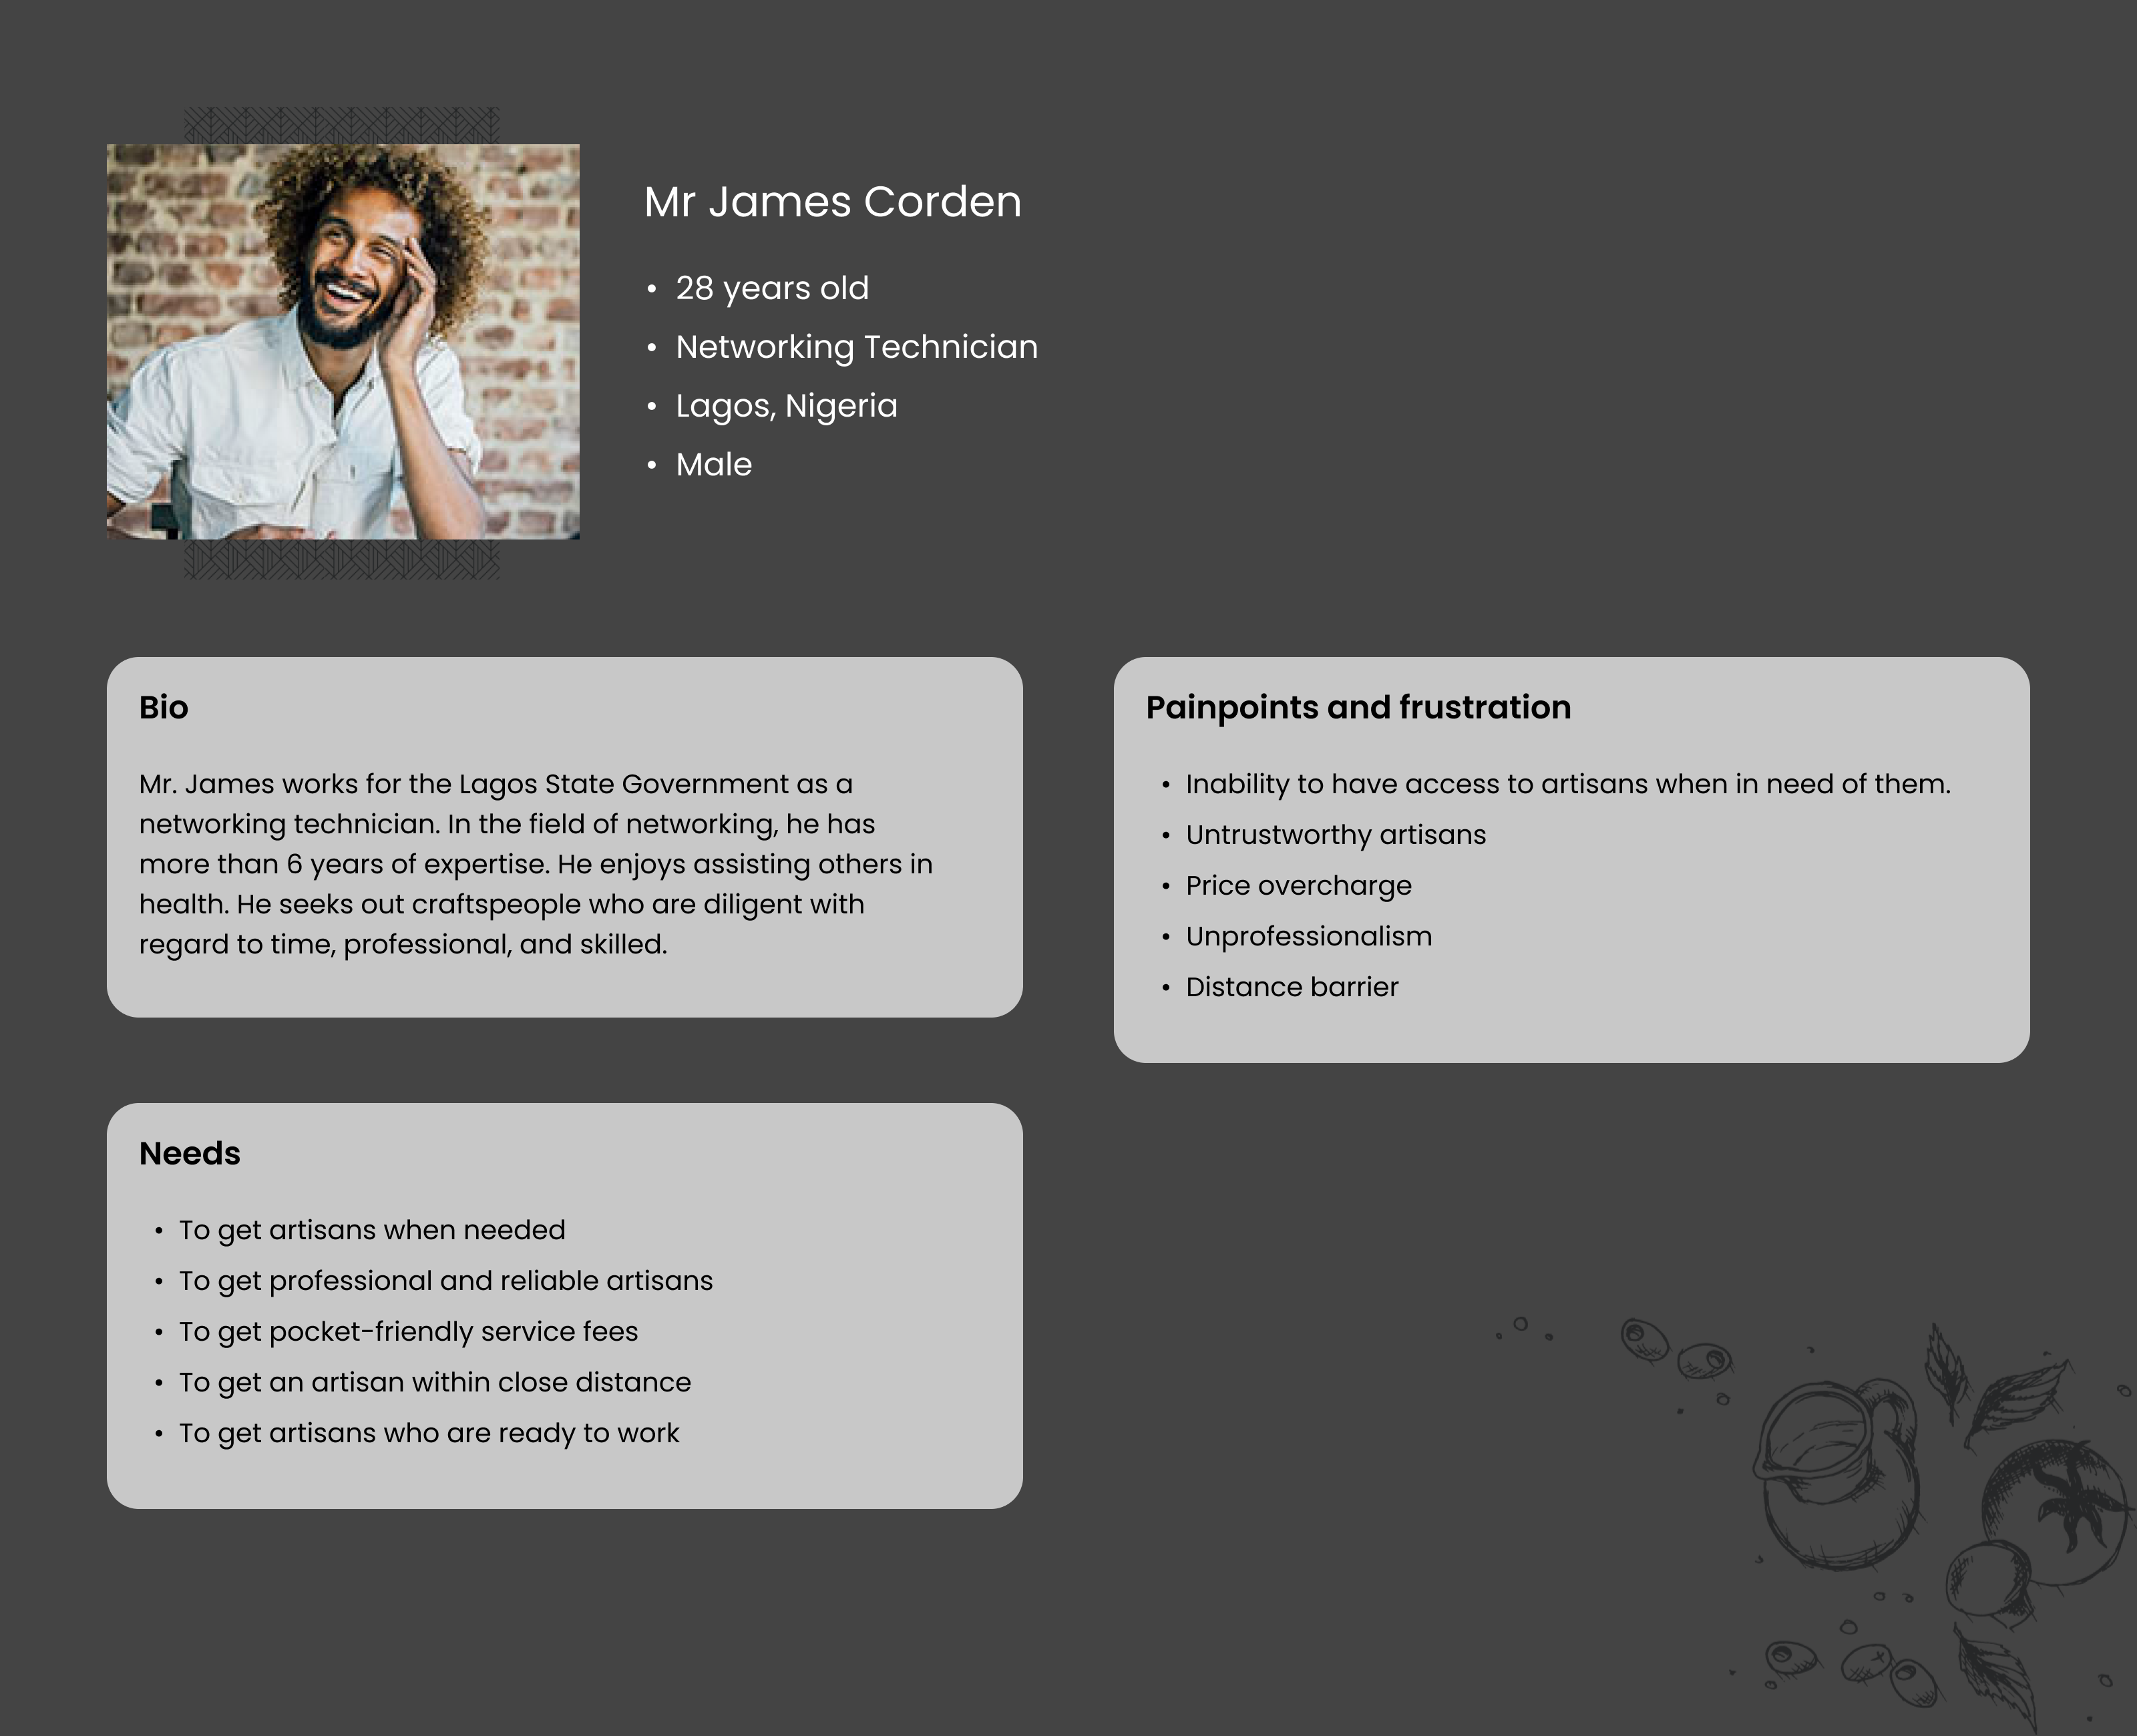 Mr James Corden
• 28 years old
• Networking Technician
• Lagos, Nigeria
• Male
Bio
Mr. James works for the Lagos State Government as a
networking technician. In the field of networking, he has
more than 6 years of expertise. He enjoys assisting others in
health. He seeks out craftspeople who are diligent with
regard to time, professional, and skilled.
Painpoints and frustration
• Inability to have access to artisans when in need of them.
• Untrustworthy artisans
• Price overcharge
• Unprofessionalism
• Distance barrier
Needs
• To get artisans when needed
• To get professional and reliable artisans
• To get pocket-friendly service fees
• To get an artisan within close distance
• To get artisans who are ready to work